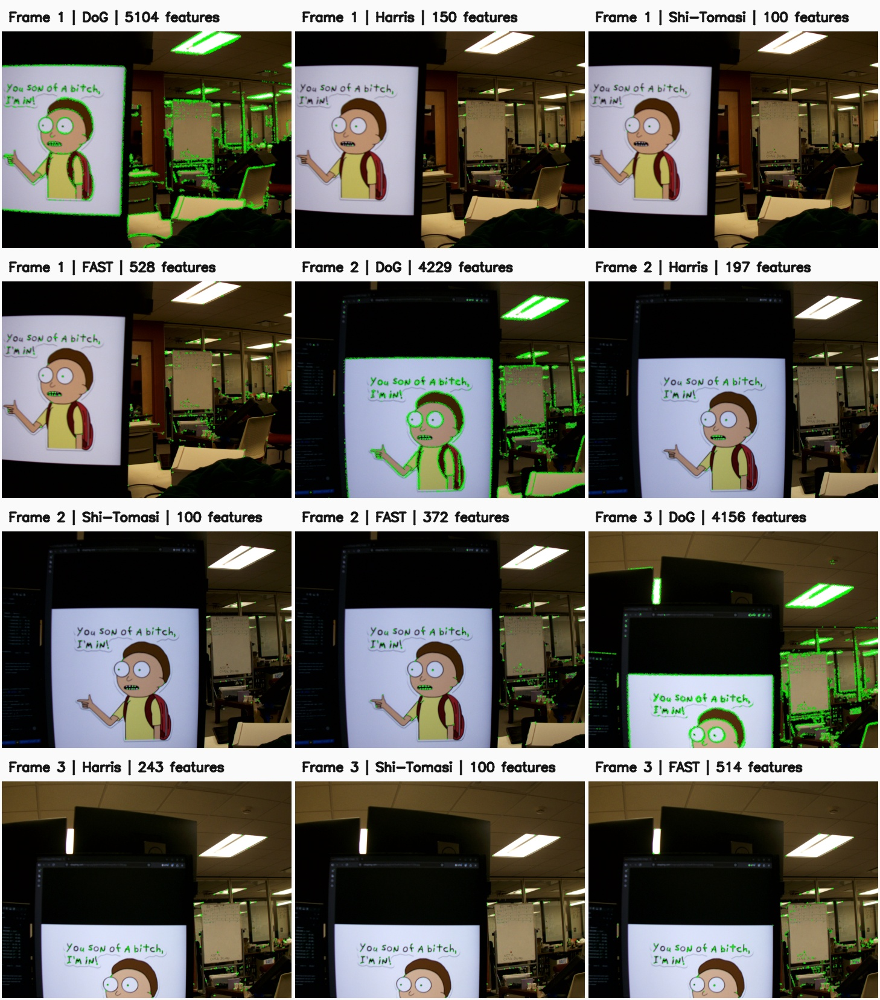 Frame 1 | DoG | 5104 features
Frame 1 | Harris | 150 features
Frame 1 | Shi-Tomasi | 100 features
You son of A bitch,
I'm in!
You son of A bitch,
I'm in!
You son of A bitch,
I'm in!
Frame 1 | FAST | 528 features
Frame 2 | DoG | 4229 features
Frame 2 | Harris | 197 features
You son of A bitch,
I'm in!
You son of A bitch,
I'm in!
You son of A bitch,
I'm in!
Frame 2 | Shi-Tomasi | 100 features
Frame 2 | FAST | 372 features
Frame 3 | DoG | 4156 features
You son of A bitch,
I'm in!
You son of A bitch,
I'm in!
You son of A bitch,
I'm in!
Frame 3 | Harris | 243 features
Frame 3 | Shi-Tomasi | 100 features
Frame 3 | FAST | 514 features
You son of A bitch,
I'm in!
You son of A bitch,
I'm in!
You son of A bitch,
I'm in!